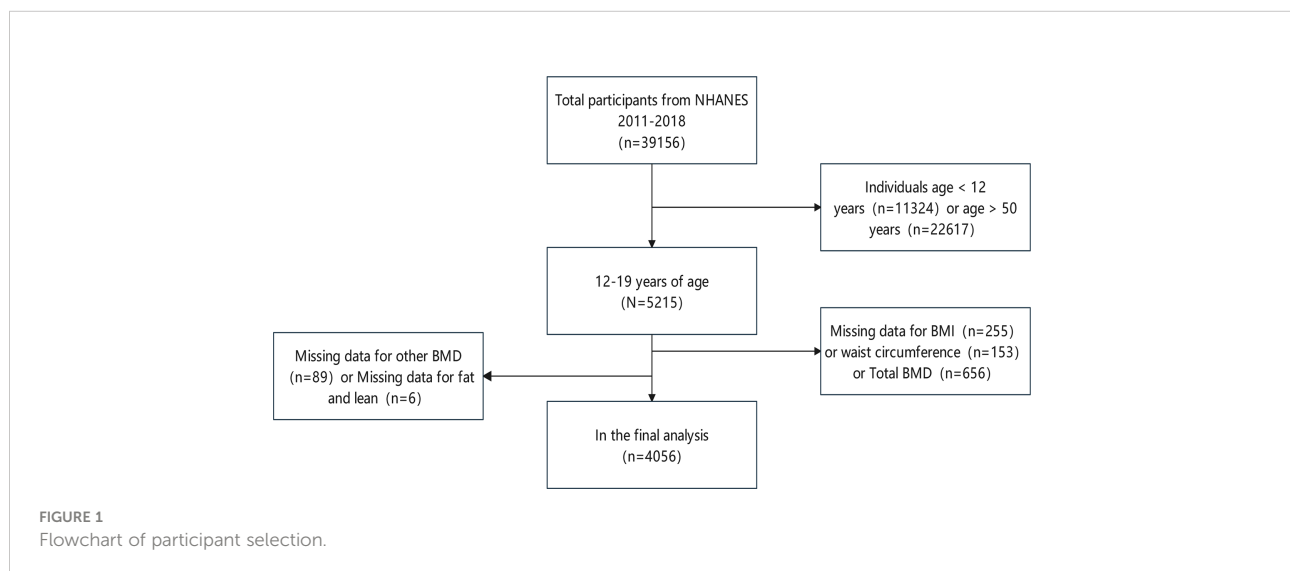 Total participants from NHANES
2011-2018
(n=39156)
Individuals age < 12
years (n=11324) or age > 50
years (n=22617)
12-19 years of age
(N=5215)
Missing data for BMI (n=255)
or waist circumference (n=153)
or Total BMD (n=656)
Missing data for other BMD
(n=89) or Missing data for fat
and lean (n=6)
In the final analysis
(n=4056)
FIGURE 1
Flowchart of participant selection.